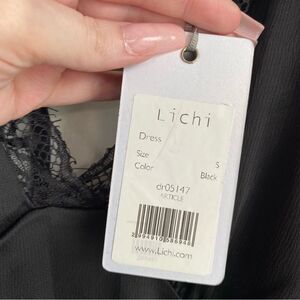 Lichi
Dress
Size S
Color Black
dr05147
ARTICLE
www.Lichi.com